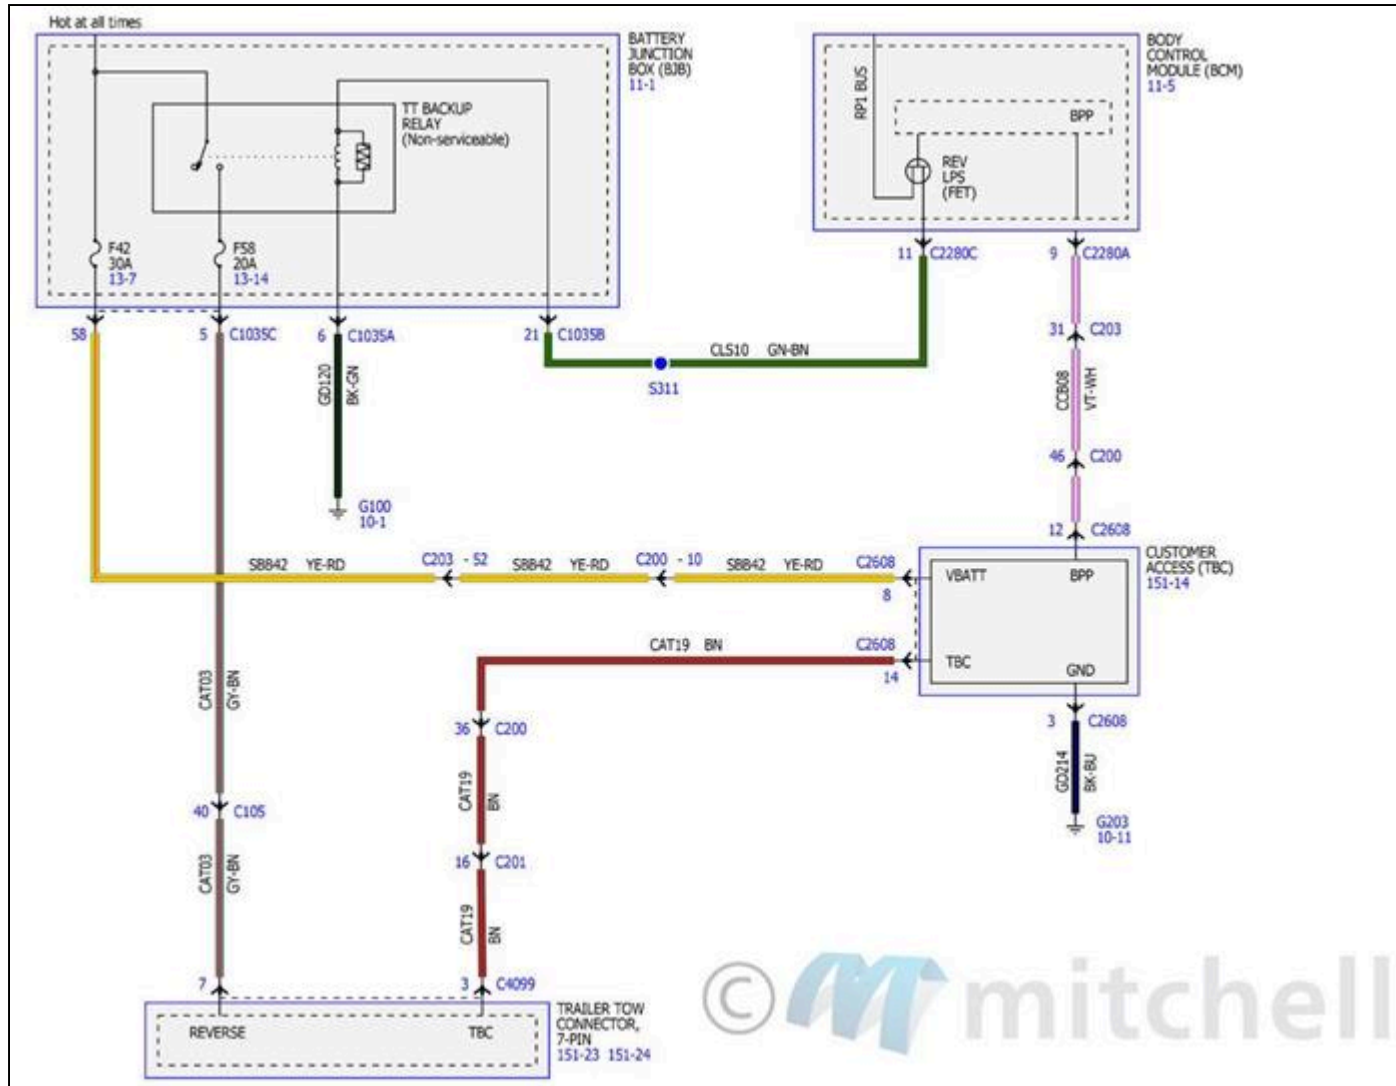 Hot at all times
BATTERY
JUNCTION
BOX (BJB)
11-1
TT BACKUP
RELAY
(Non-serviceable)
F42
30A
13-7
F58
20A
13-14
BODY
CONTROL
MODULE (BCM)
11-5
RP1 BUS
BPP
REV
LPS
(FET)
58
5 C1035C
6 C1035A
21 C1035B
11 C2280C
9 C2280A
31 C203
GD120
BK-GN
CLS10 GN-BN
S311
CCB08
VT-WH
46 C200
G100
10-1
12 C2608
SBB42 YE-RD
C203 - 52
SBB42 YE-RD
C200 - 10
SBB42 YE-RD
C2608
8
VBATT
BPP
CUSTOMER
ACCESS (TBC)
151-14
CAT19 BN
C2608
14
TBC
GND
CAT03
GY-BN
36 C200
3 C2608
CAT19
BN
GD214
BK-BU
40 C105
G203
10-11
16 C201
CAT03
GY-BN
CAT19
BN
7
3 C4099
REVERSE
TBC
TRAILER TOW
CONNECTOR,
7-PIN
151-23 151-24
© mitchell